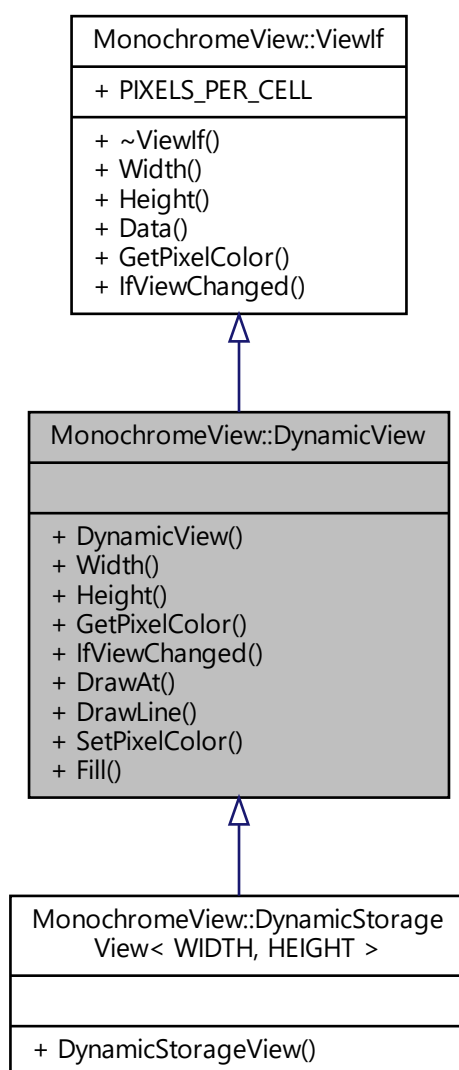 MonochromeView::ViewIf
+ PIXELS_PER_CELL
+ ~ViewIf()
+ Width()
+ Height()
+ Data()
+ GetPixelColor()
+ IfViewChanged()
MonochromeView::DynamicView
+ DynamicView()
+ Width()
+ Height()
+ GetPixelColor()
+ IfViewChanged()
+ DrawAt()
+ DrawLine()
+ SetPixelColor()
+ Fill()
MonochromeView::DynamicStorage
View< WIDTH, HEIGHT >
+ DynamicStorageView()